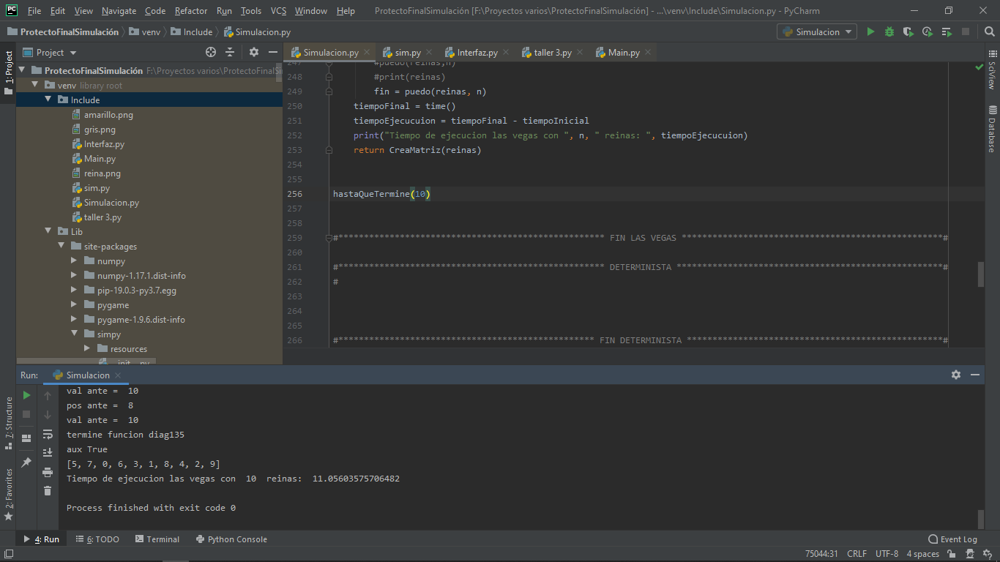 File Edit View Navigate Code Refactor Run Tools VCS Window Help ProtectoFinalSimulación [F:\Proyectos varios\ProtectoFinalSimulación] - ...\venv\Include\Simulacion.py - PyCharm
ProtectoFinalSimulación venv Include Simulacion.py Simulacion
Project
Simulacion.py sim.py Interfaz.py taller 3.py Main.py
1: Project
ProtectoFinalSimulación F:\Proyectos varios\ProtectoFinalSi
venv library root
Include
amarillo.png
gris.png
Interfaz.py
Main.py
reina.png
sim.py
Simulacion.py
taller 3.py
Lib
site-packages
numpy
numpy-1.17.1.dist-info
pip-19.0.3-py3.7.egg
pygame
pygame-1.9.6.dist-info
simpy
resources
__init__.py
247 #puedo(reinas,n)
248 #print(reinas)
249 fin = puedo(reinas, n)
250 tiempoFinal = time()
251 tiempoEjecucuion = tiempoFinal - tiempoInicial
252 print("Tiempo de ejecucion las vegas con ", n, " reinas: ", tiempoEjecucuion)
253 return CreaMatriz(reinas)
254
255
256 hastaQueTermine(10)
257
258
259 #**************************************************** FIN LAS VEGAS ***************************************************#
260
261 #**************************************************** DETERMINISTA ****************************************************#
262 #
263
264
265
266 #************************************************** FIN DETERMINISTA **************************************************#
SciView
Database
Run: Simulacion
val ante =  10
pos ante =  8
val ante =  10
termine funcion diag135
aux True
[5, 7, 0, 6, 3, 1, 8, 4, 2, 9]
Tiempo de ejecucion las vegas con  10  reinas:  11.05603575706482
Process finished with exit code 0
7: Structure
2: Favorites
4: Run 6: TODO Terminal Python Console Event Log
75044:31 CRLF UTF-8 4 spaces